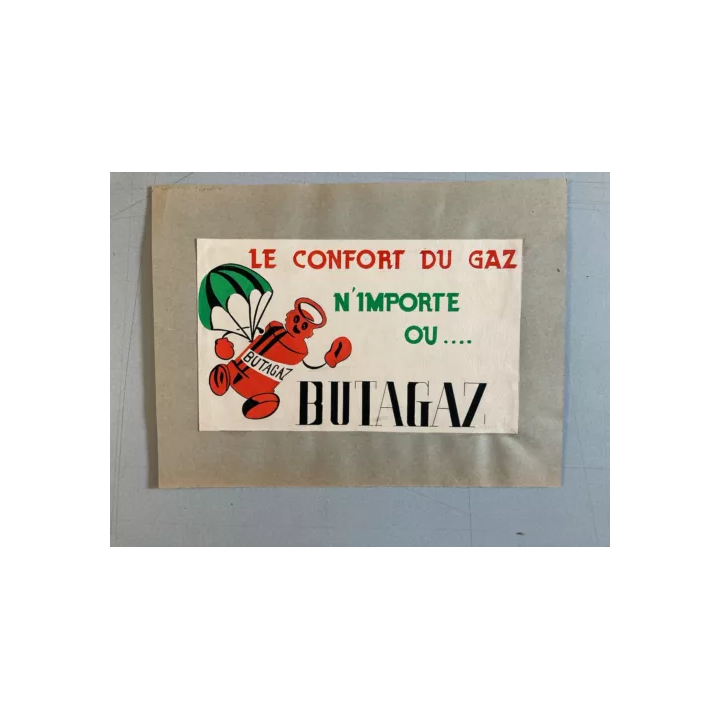 LE CONFORT DU GAZ
N'IMPORTE
OU....
BUTAGAZ
BUTAGAZ